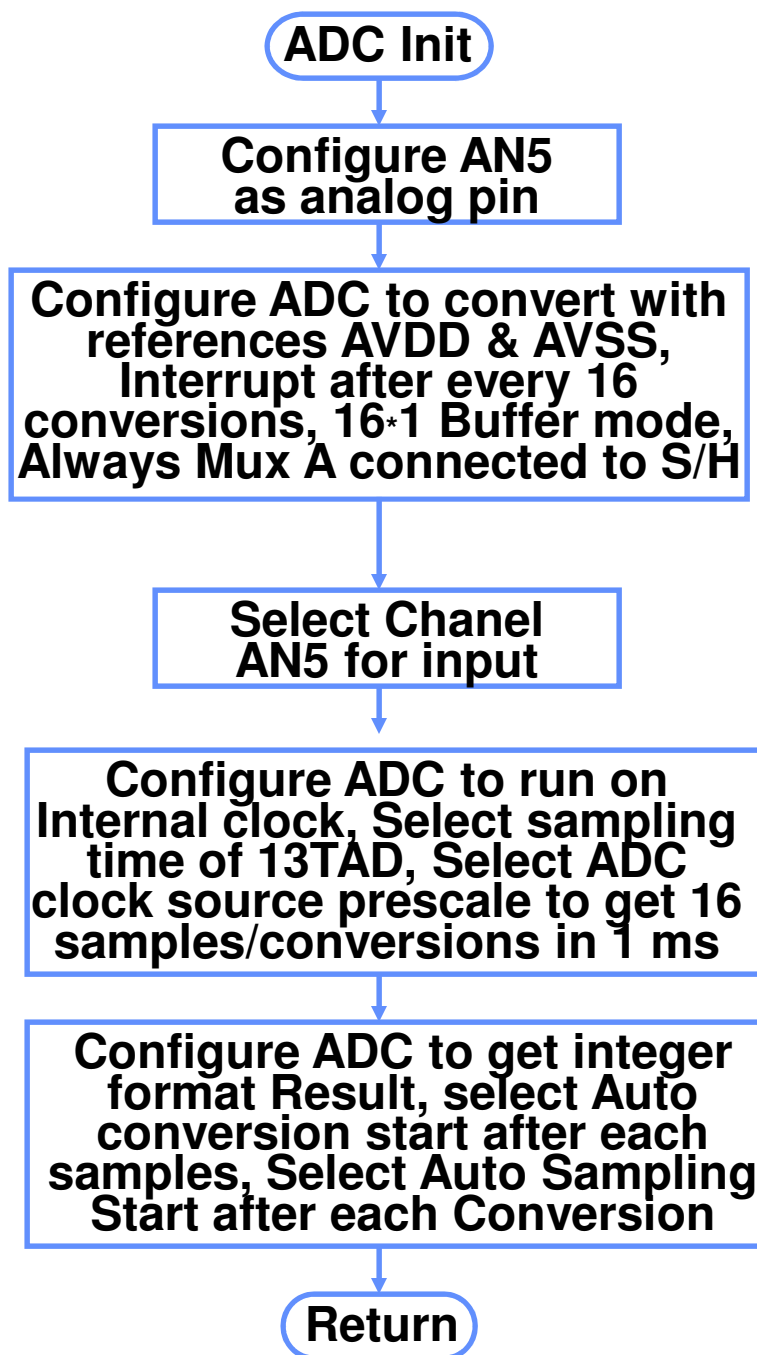 ADC Init
Configure AN5
as analog pin
Configure ADC to convert with
references AVDD & AVSS,
Interrupt after every 16
conversions, 16*1 Buffer mode,
Always Mux A connected to S/H
Select Chanel
AN5 for input
Configure ADC to run on
Internal clock, Select sampling
time of 13TAD, Select ADC
clock source prescale to get 16
samples/conversions in 1 ms
Configure ADC to get integer
format Result, select Auto
conversion start after each
samples, Select Auto Sampling
Start after each Conversion
Return